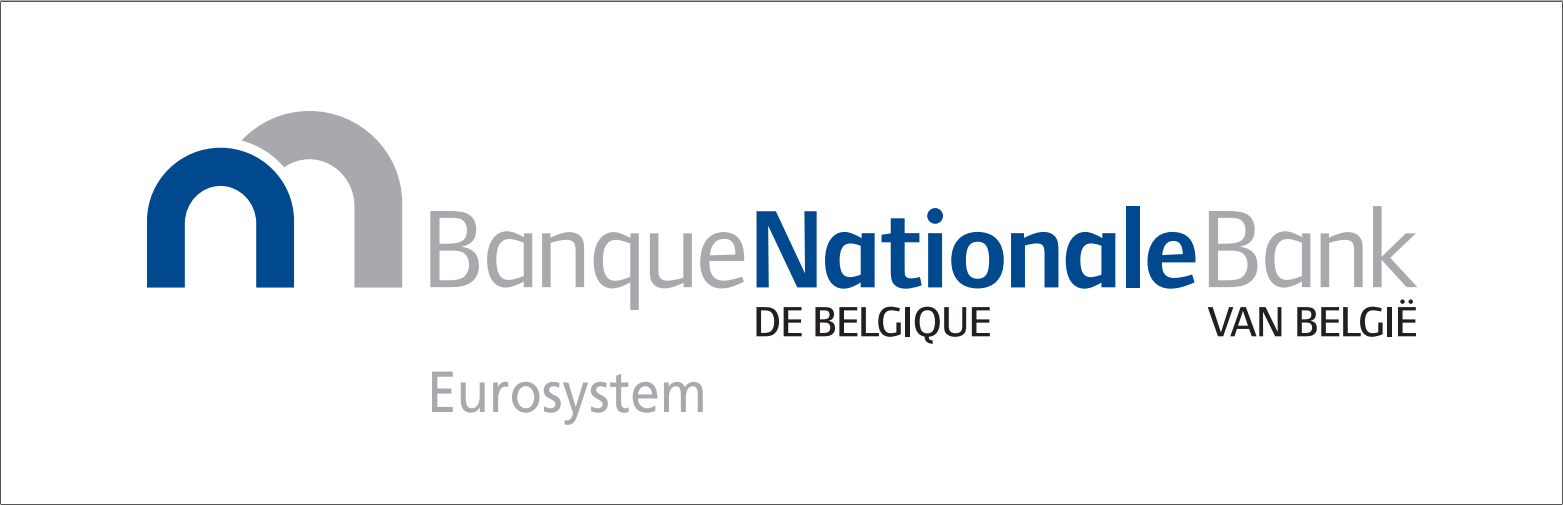 BanqueNationaleBank
DE BELGIQUE VAN BELGIË
Eurosystem